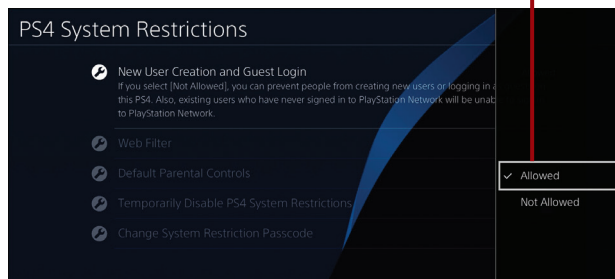 PS4 System Restrictions
New User Creation and Guest Login
If you select [Not Allowed], you can prevent people from creating new users or logging in
this PS4. Also, existing users who have never signed in to PlayStation Network will be
to PlayStation Network.
Web Filter
Default Parental Controls
Temporarily Disable PS4 System Restrictions
Change System Restriction Passcode
Allowed
Not Allowed